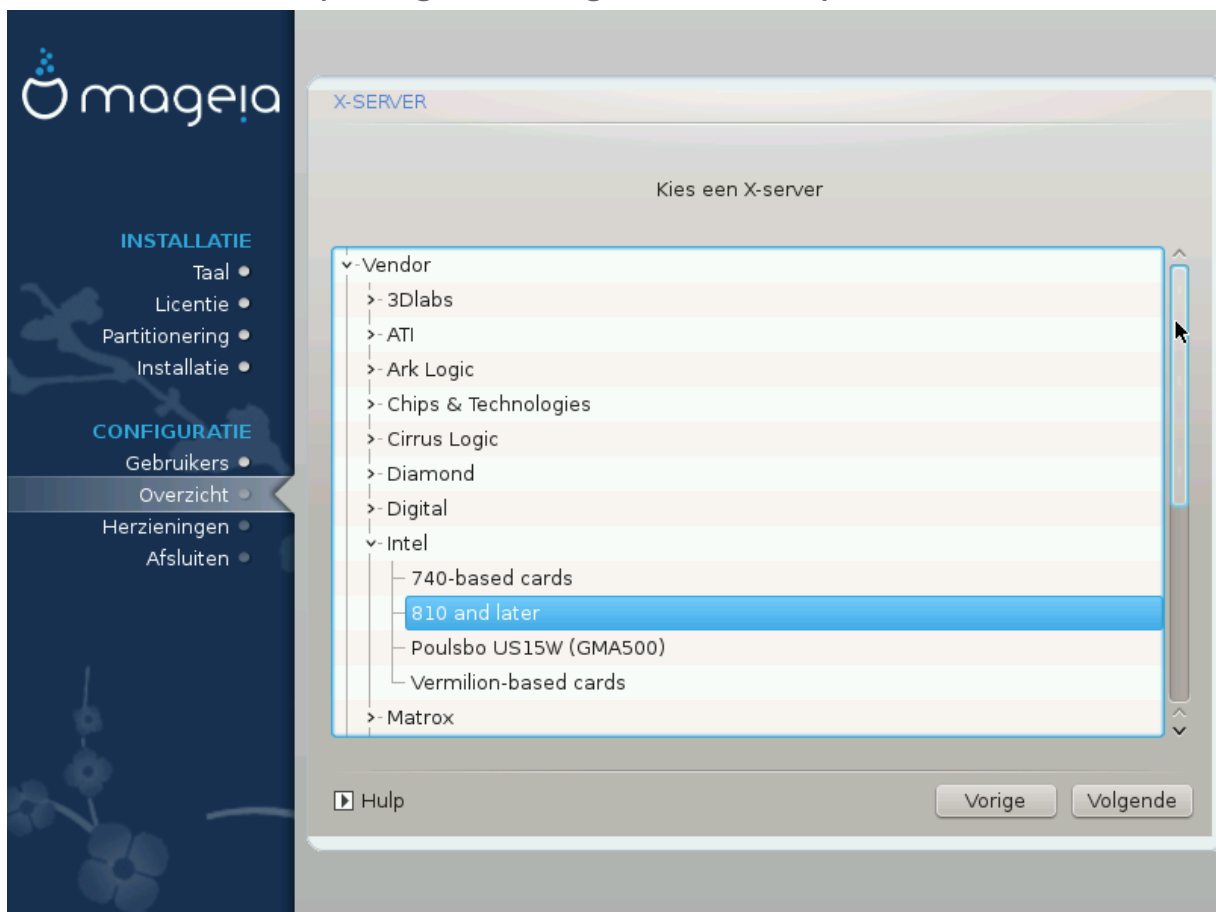 mageia
INSTALLATIE
Taal
Licentie
Partitionering
Installatie
CONFIGURATIE
Gebruikers
Overzicht
Herzieningen
Afsluiten
X-SERVER
Kies een X-server
Vendor
3Dlabs
ATI
Ark Logic
Chips & Technologies
Cirrus Logic
Diamond
Digital
Intel
740-based cards
810 and later
Poulsbo US15W (GMA500)
Vermilion-based cards
Matrox
Hulp
Vorige
Volgende